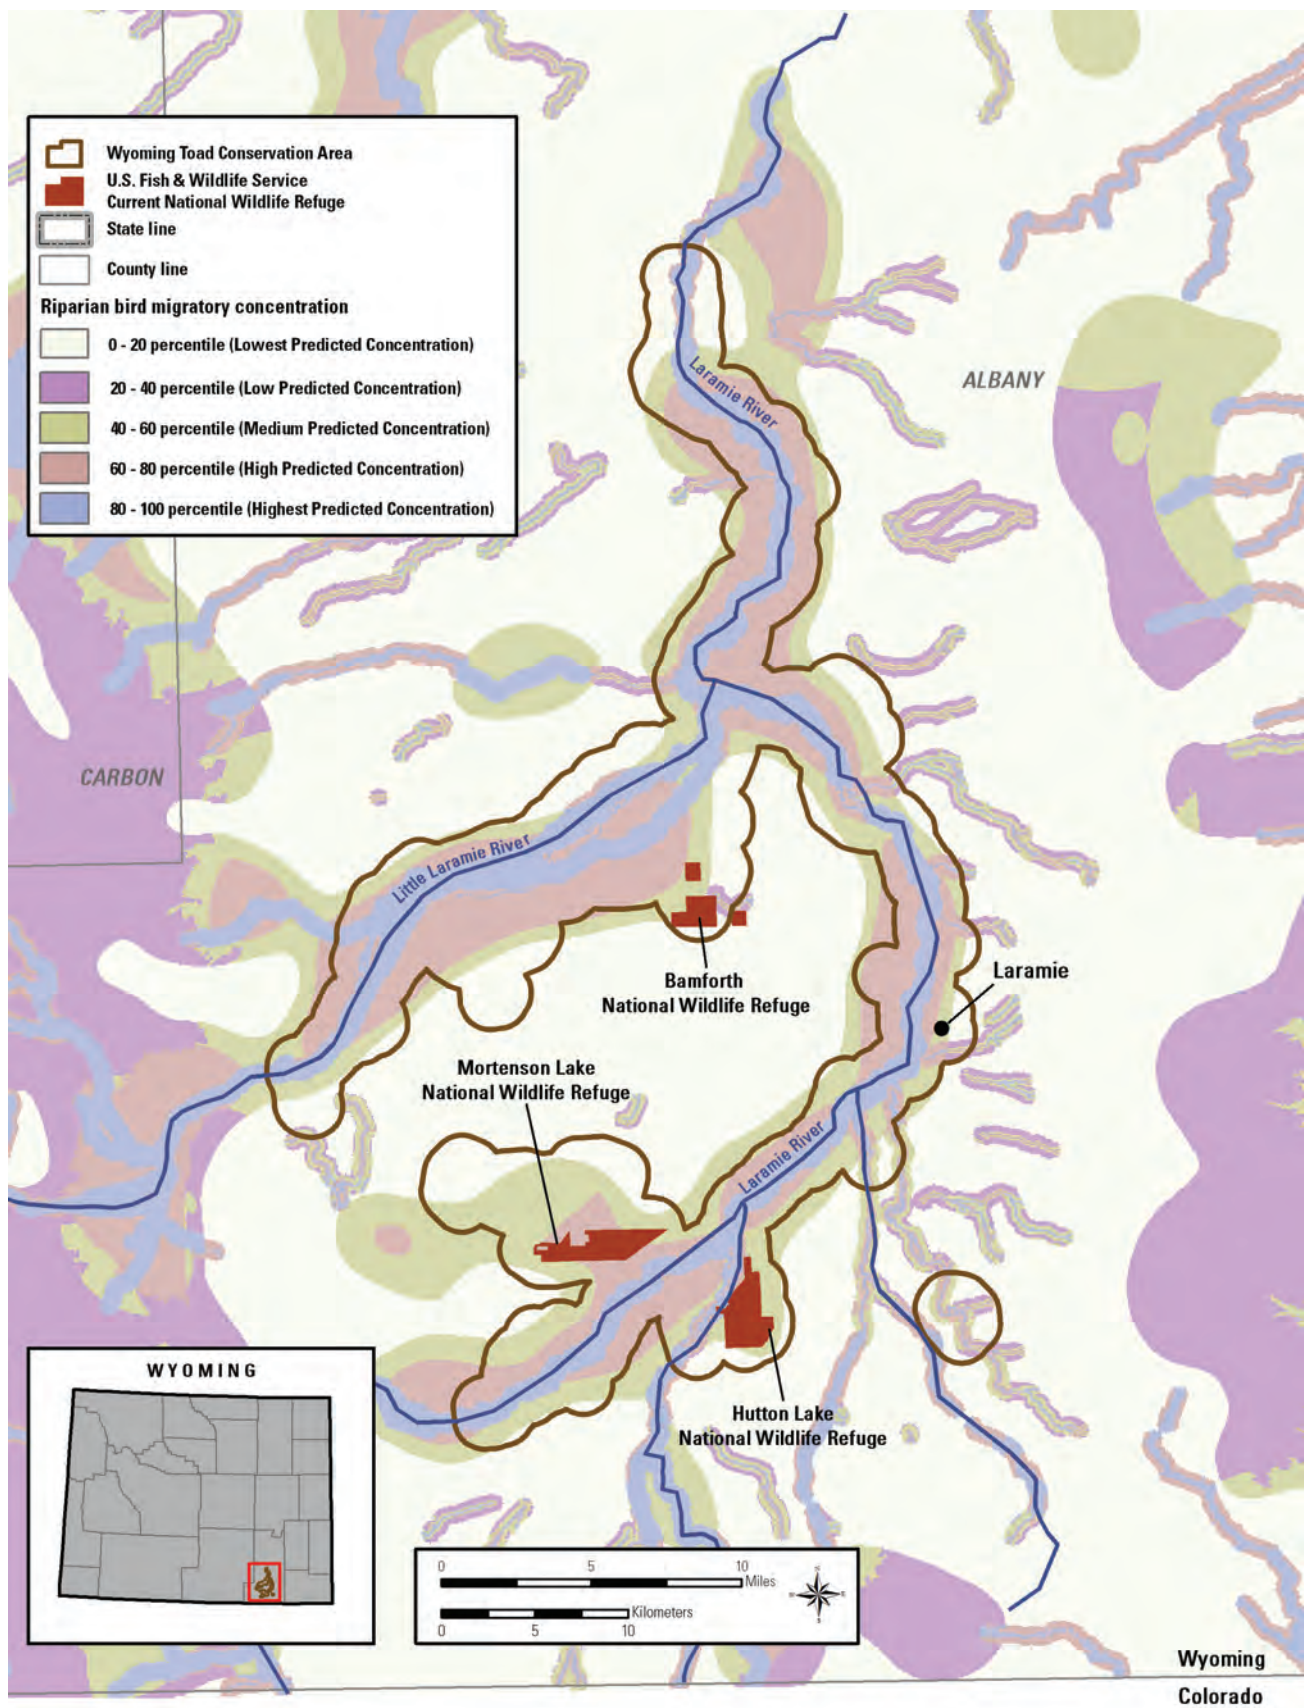 Wyoming Toad Conservation Area
U.S. Fish & Wildlife Service
Current National Wildlife Refuge
State line
County line
Riparian bird migratory concentration
0 - 20 percentile (Lowest Predicted Concentration)
20 - 40 percentile (Low Predicted Concentration)
40 - 60 percentile (Medium Predicted Concentration)
60 - 80 percentile (High Predicted Concentration)
80 - 100 percentile (Highest Predicted Concentration)
Laramie River
ALBANY
CARBON
Little Laramie River
Bamforth
National Wildlife Refuge
Laramie
Mortenson Lake
National Wildlife Refuge
Laramie River
Hutton Lake
National Wildlife Refuge
WYOMING
0 5 10
Miles
Kilometers
0 5 10
Wyoming
Colorado